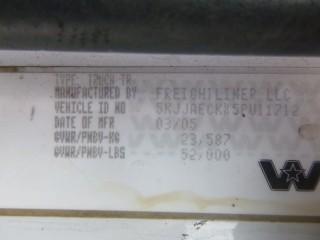 TYPE: TRUCK-TR
MANUFACTURED BY FREIGHTLINER LLC
VEHICLE ID NO 5KJJAECKX5PU11712
DATE OF MFR 03/05
GVWR/PNBV-KG 23,587
GVWR/PNBV-LBS 52,000